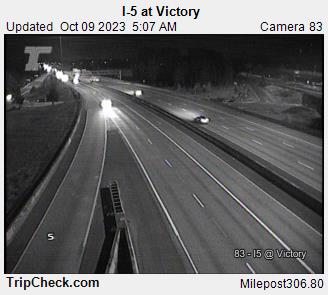 I-5 at Victory
Updated Oct 09 2023 5:07 AM Camera 83
S
83 - I5 @ Victory
TripCheck.com Milepost306.80